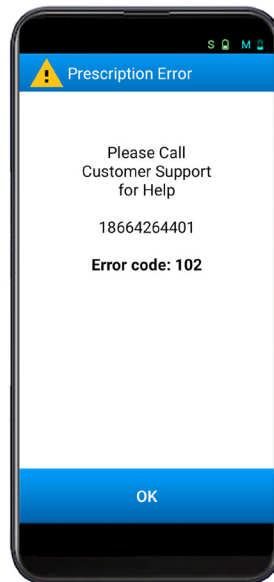 S M
Prescription Error
Please Call
Customer Support
for Help
18664264401
Error code: 102
OK